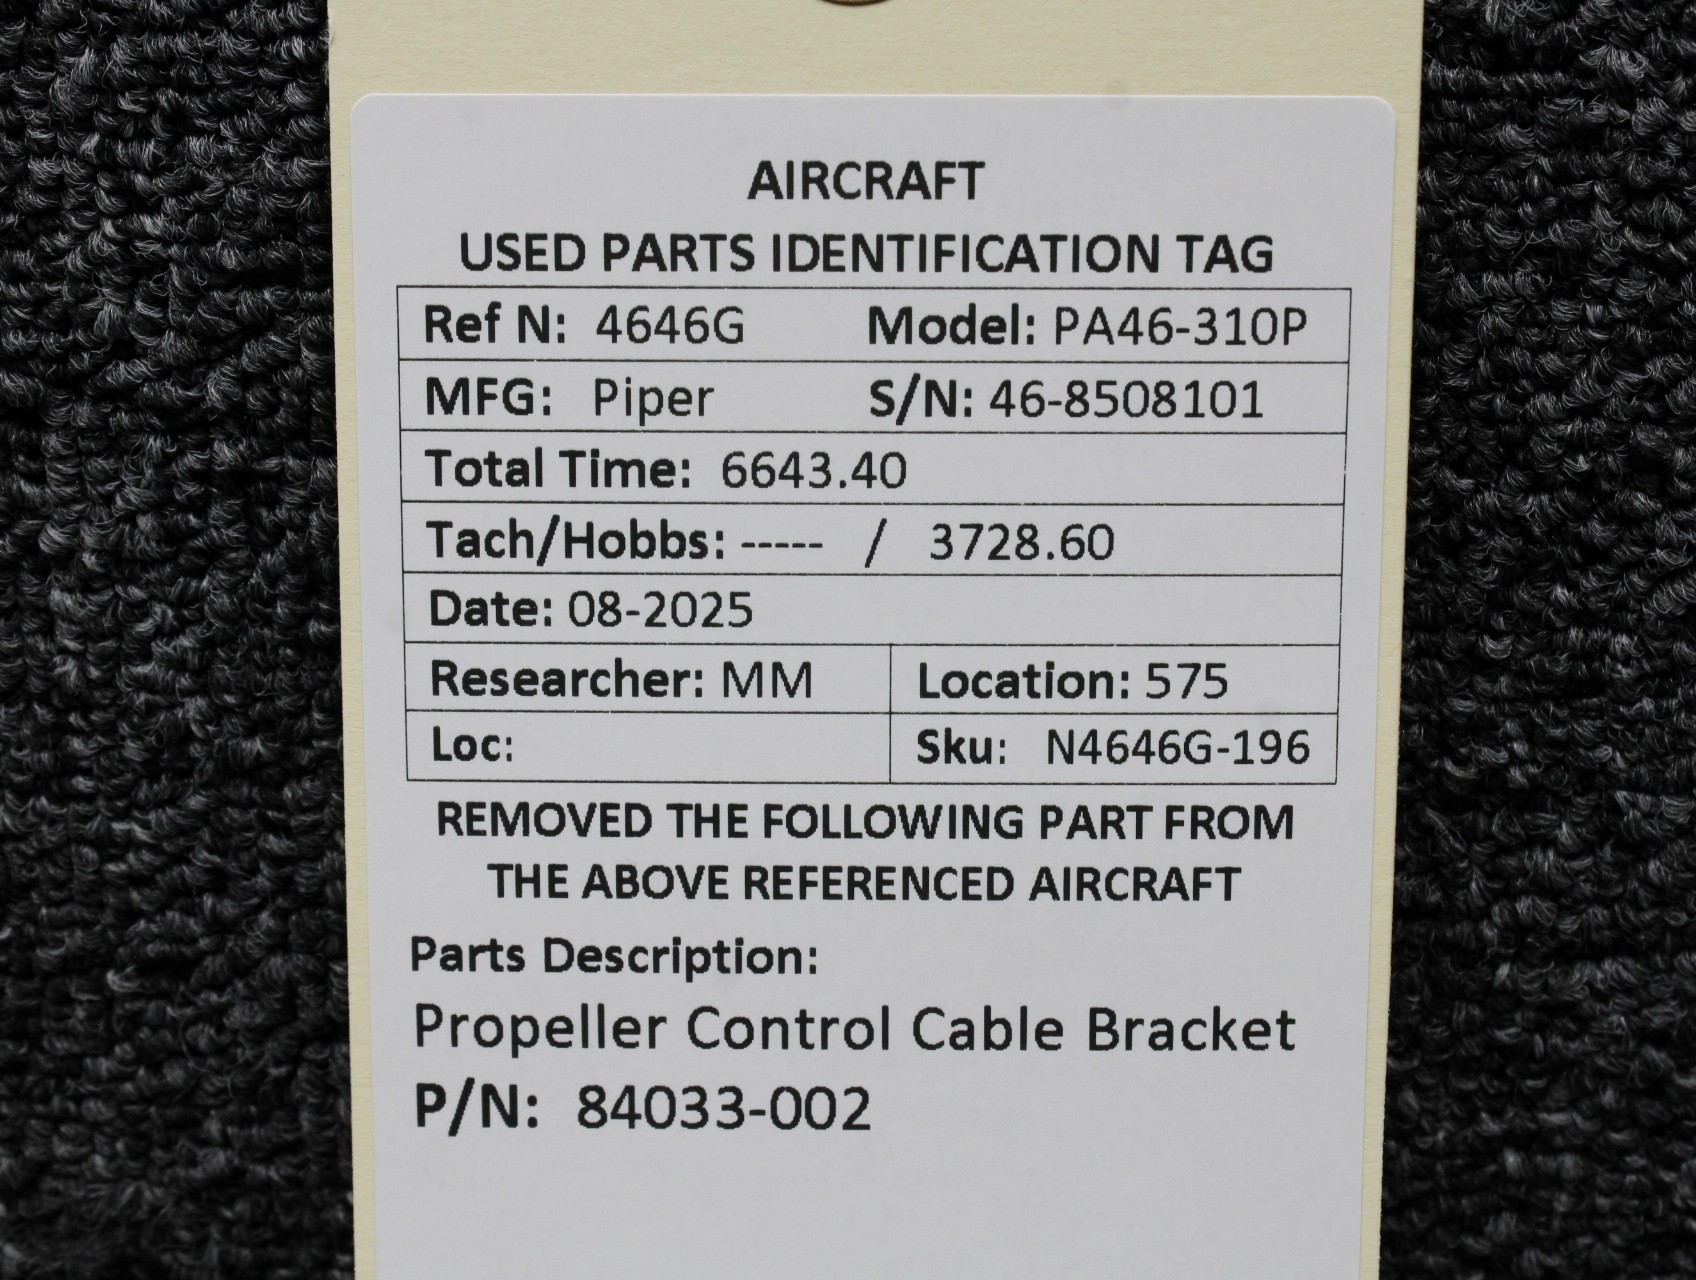 AIRCRAFT
USED PARTS IDENTIFICATION TAG
Ref N: 4646G Model: PA46-310P
MFG: Piper S/N: 46-8508101
Total Time: 6643.40
Tach/Hobbs: ----- / 3728.60
Date: 08-2025
Researcher: MM Location: 575
Loc: Sku: N4646G-196
REMOVED THE FOLLOWING PART FROM
THE ABOVE REFERENCED AIRCRAFT
Parts Description:
Propeller Control Cable Bracket
P/N: 84033-002